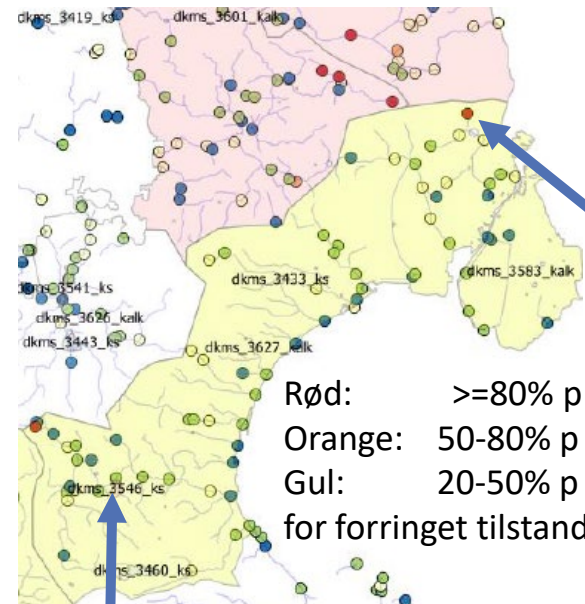 dkms_3419_ks
dkms_3601_kalk
dkms_3433_ks
dkms_3583_kalk
dkms_3541_ks
dkms_3626_kalk
dkms_3443_ks
dkms_3627_kalk
Rød: >=80% p
Orange: 50-80% p
Gul: 20-50% p
for forringet tilstand
dkms_3546_ks
dkms_3460_ks